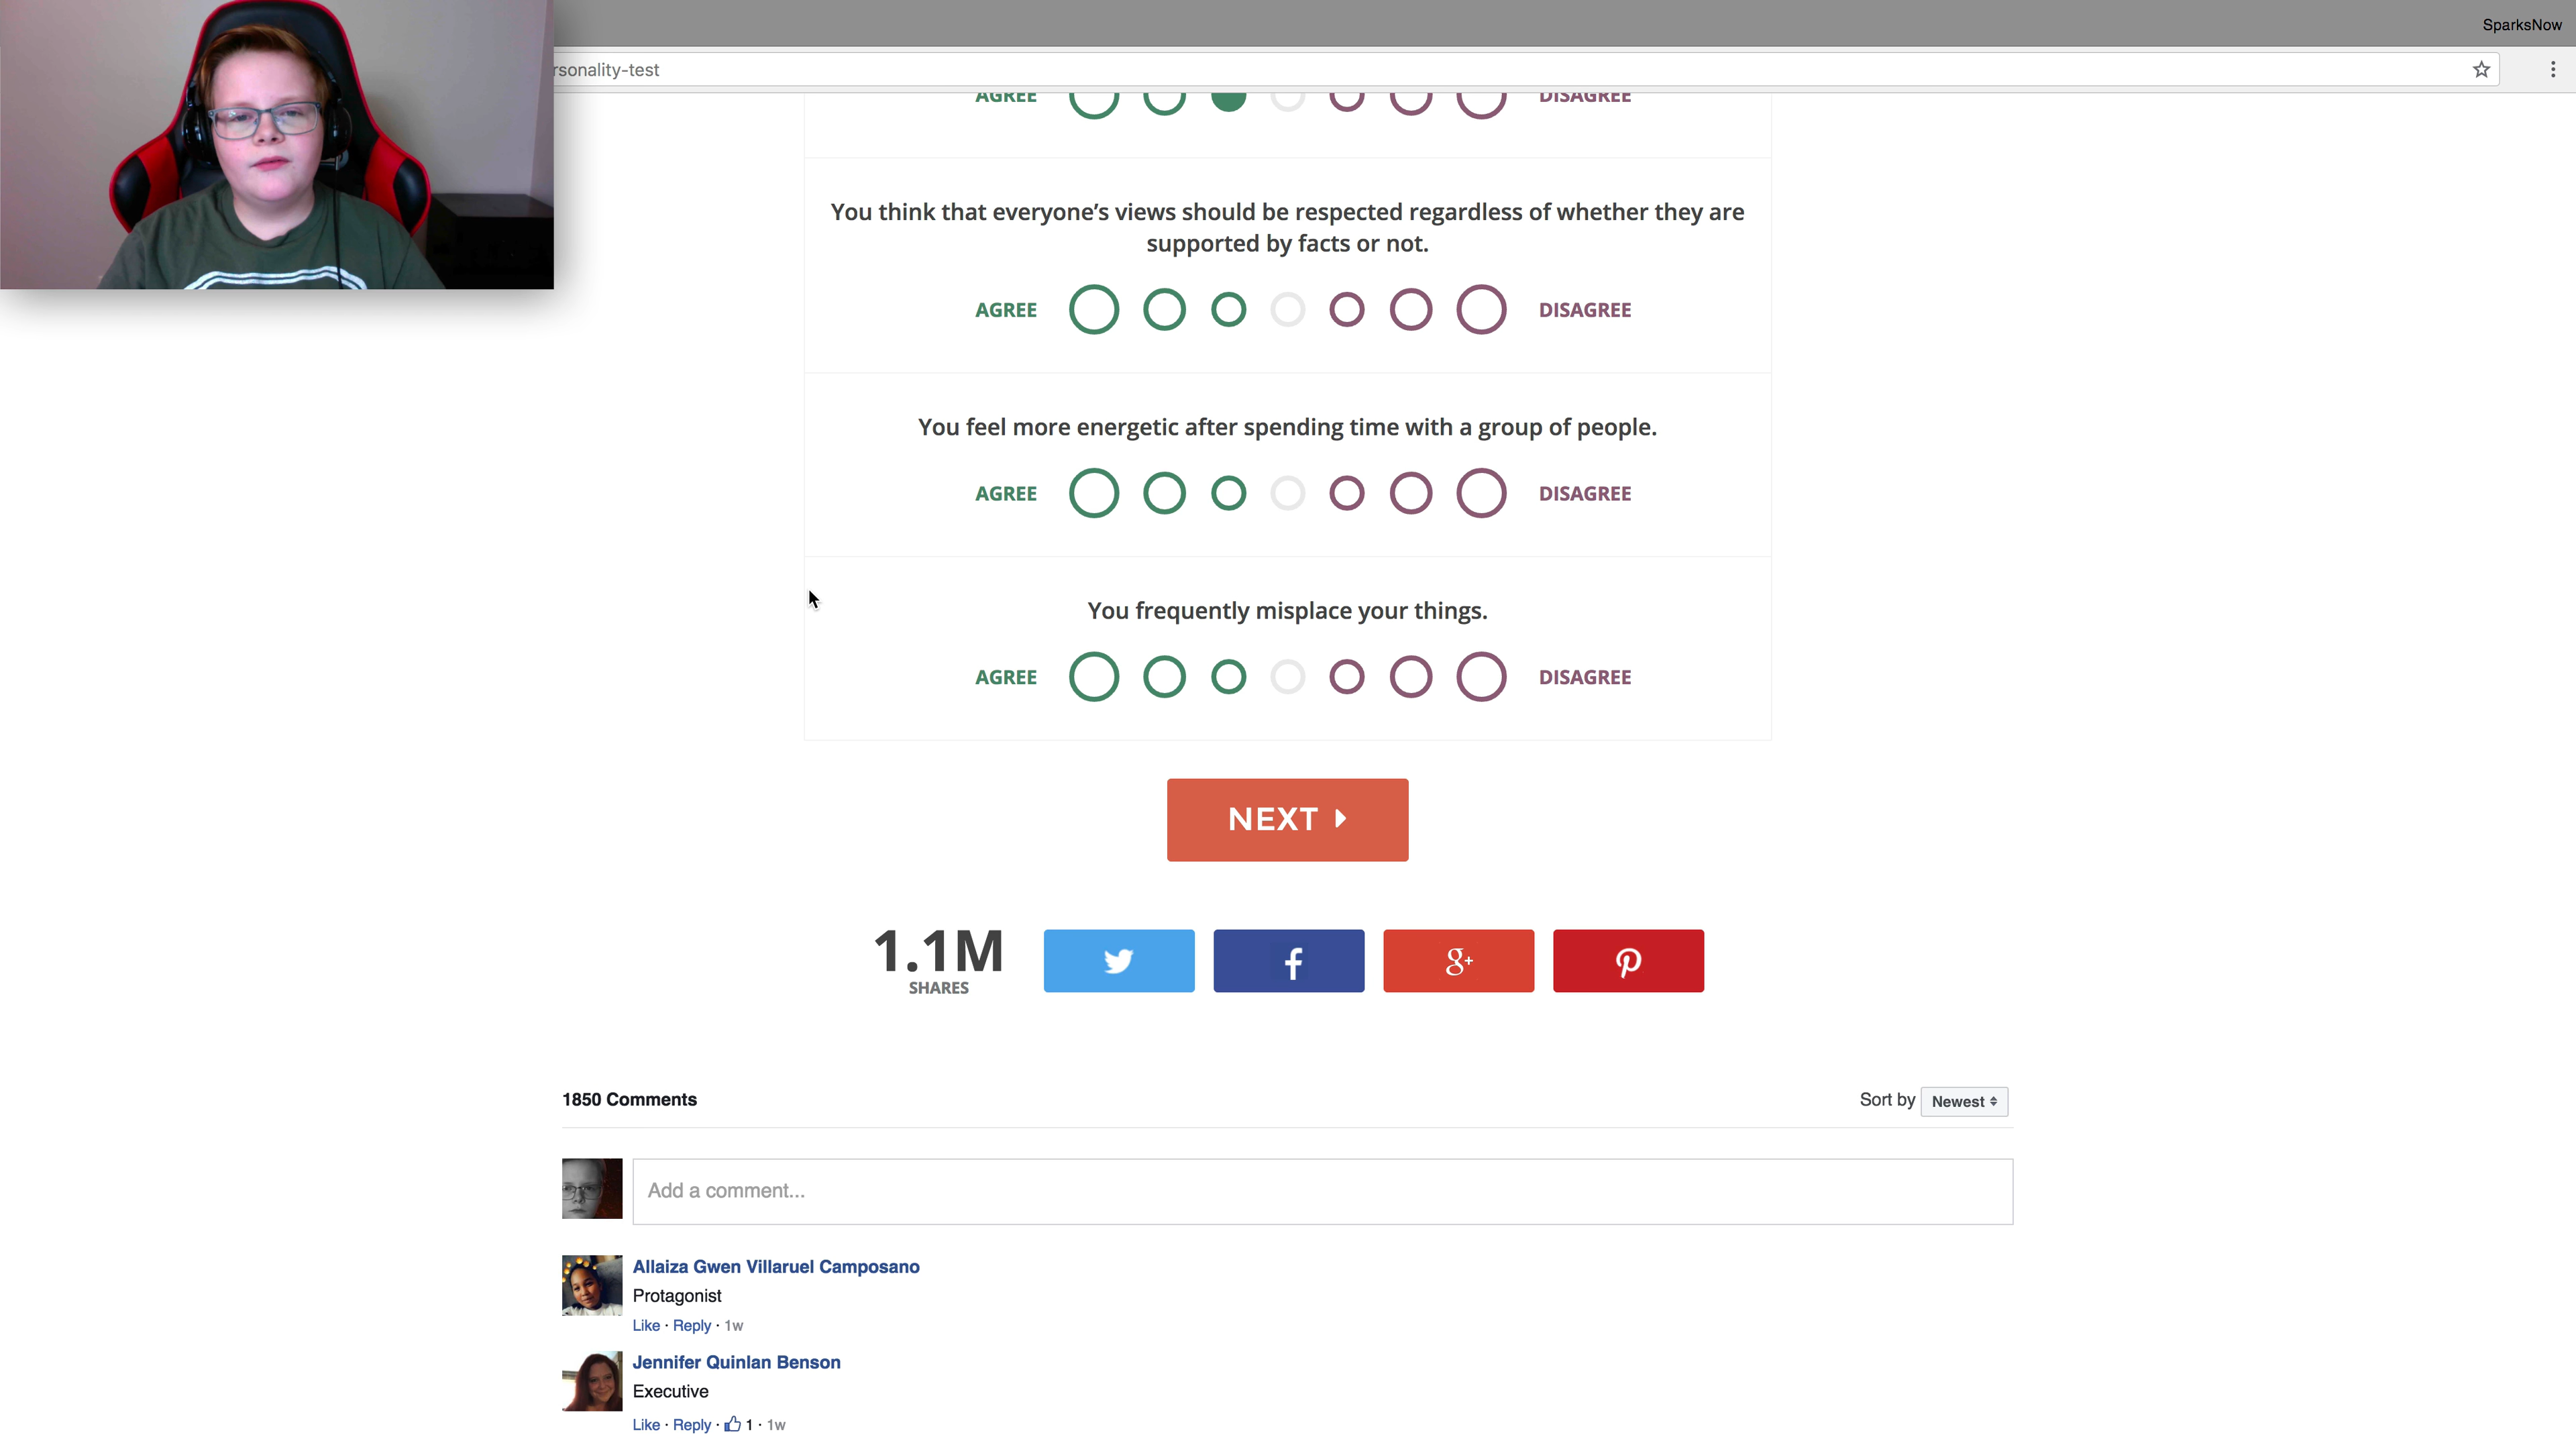 SparksNow
rsonality-test
AGREE DISAGREE
You think that everyone’s views should be respected regardless of whether they are
supported by facts or not.
AGREE DISAGREE
You feel more energetic after spending time with a group of people.
AGREE DISAGREE
You frequently misplace your things.
AGREE DISAGREE
NEXT
1.1M
SHARES
f g+
1850 Comments
Sort by Newest
Add a comment...
Allaiza Gwen Villaruel Camposano
Protagonist
Like · Reply · 1w
Jennifer Quinlan Benson
Executive
Like · Reply · 1 · 1w